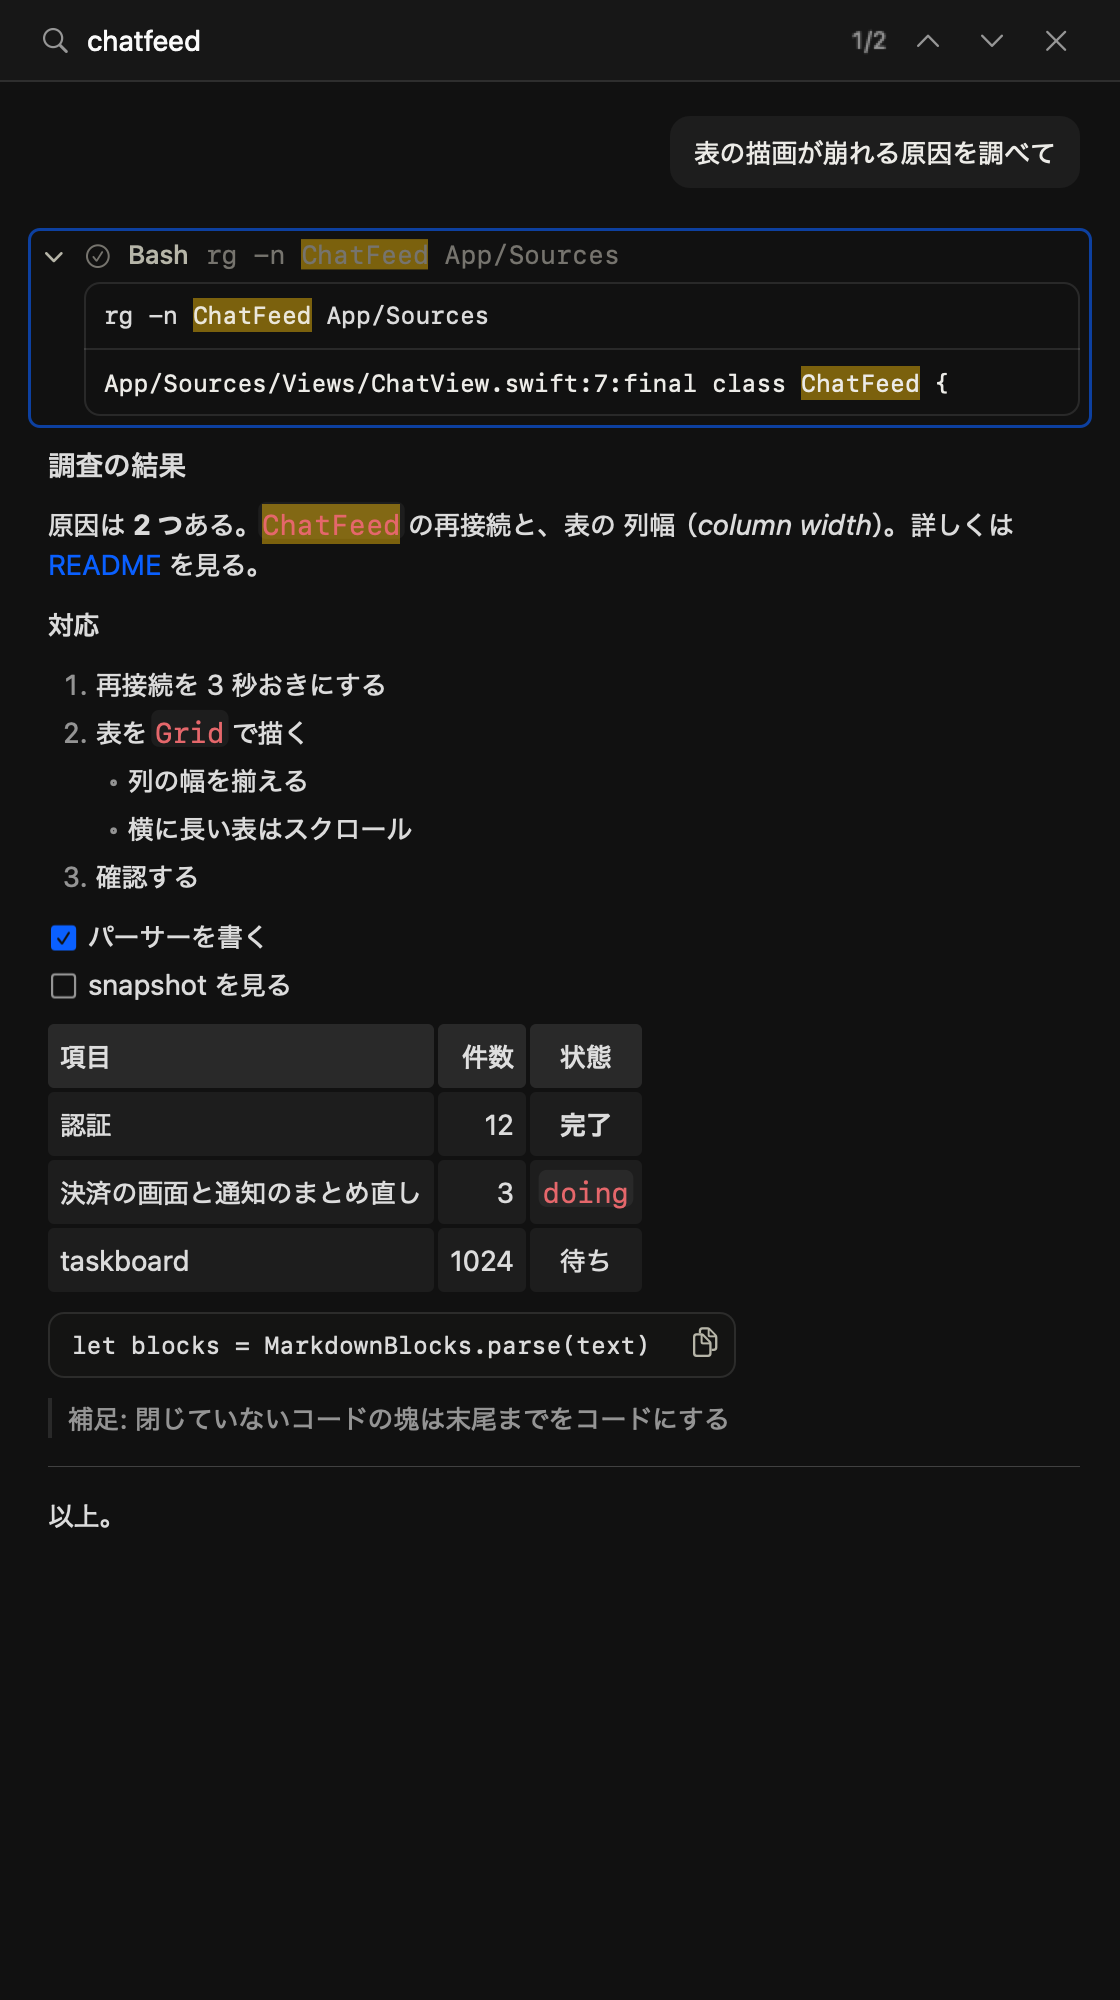 chatfeed 1/2
表の描画が崩れる原因を調べて
Bash rg -n ChatFeed App/Sources
rg -n ChatFeed App/Sources
App/Sources/Views/ChatView.swift:7:final class ChatFeed {
調査の結果
原因は 2 つある。ChatFeed の再接続と、表の 列幅（column width）。詳しくは
README を見る。
対応
1. 再接続を 3 秒おきにする
2. 表を Grid で描く
• 列の幅を揃える
• 横に長い表はスクロール
3. 確認する
パーサーを書く
snapshot を見る
項目 件数 状態
認証 12 完了
決済の画面と通知のまとめ直し 3 doing
taskboard 1024 待ち
let blocks = MarkdownBlocks.parse(text)
補足: 閉じていないコードの塊は末尾までをコードにする
以上。